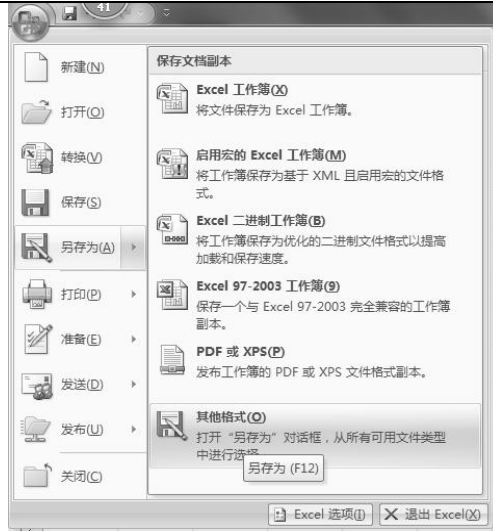 41
新建(N)
打开(O)
转换(V)
保存(S)
另存为(A)
打印(P)
准备(E)
发送(D)
发布(U)
关闭(C)
保存文档副本
Excel 工作簿(X)
将文件保存为 Excel 工作簿。
启用宏的 Excel 工作簿(M)
将工作簿保存为基于 XML 且启用宏的文件格
式。
Excel 二进制工作簿(B)
将工作簿保存为优化的二进制文件格式以提高
加载和保存速度。
Excel 97-2003 工作簿(9)
保存一个与 Excel 97-2003 完全兼容的工作簿
副本。
PDF 或 XPS(P)
发布工作簿的 PDF 或 XPS 文件格式副本。
其他格式(O)
打开“另存为”对话框，从所有可用文件类型
中进行选择
另存为 (F12)
Excel 选项(I)
退出 Excel(X)